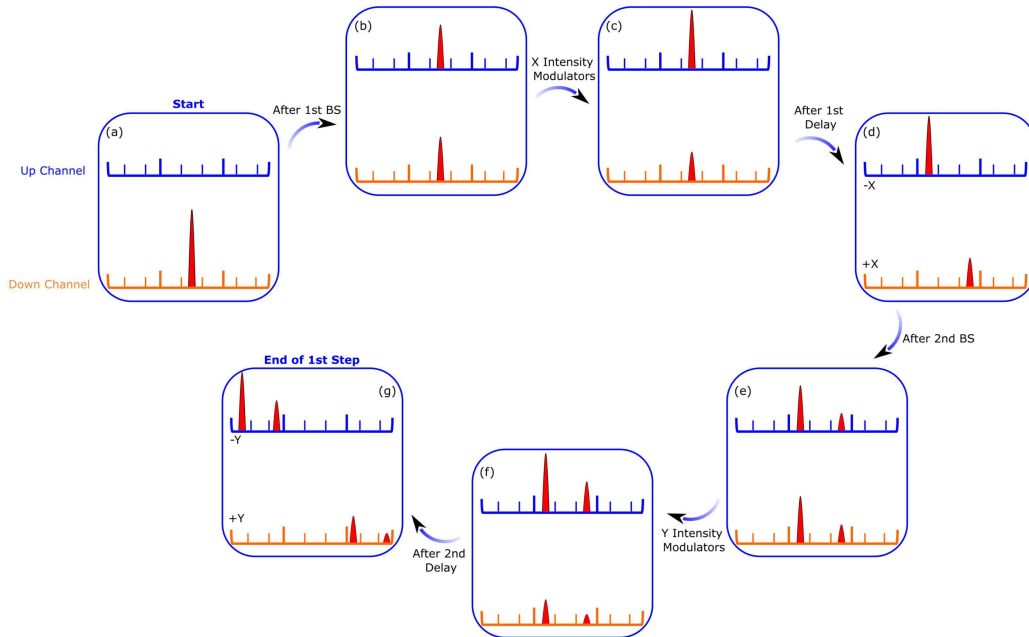 Start
(a)
Up Channel
Down Channel
After 1st BS
(b)
X Intensity
Modulators
(c)
After 1st
Delay
(d)
-X
+X
After 2nd BS
(e)
Y Intensity
Modulators
(f)
After 2nd
Delay
End of 1st Step
(g)
-Y
+Y